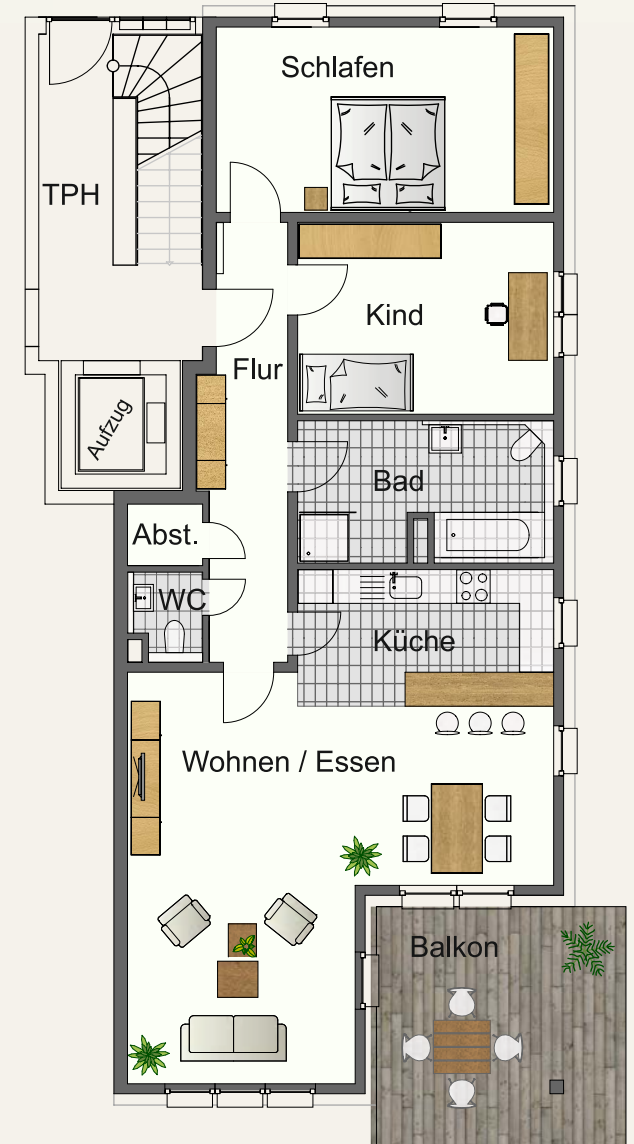 Schlafen
TPH
Kind
Flur
Aufzug
Bad
Abst.
WC
Küche
Wohnen / Essen
Balkon